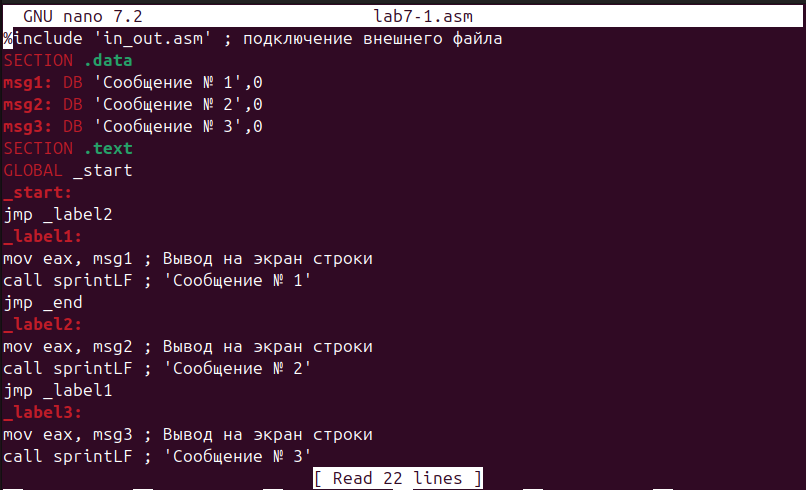 GNU nano 7.2 lab7-1.asm
%include 'in_out.asm' ; подключение внешнего файла
SECTION .data
msg1: DB 'Сообщение № 1',0
msg2: DB 'Сообщение № 2',0
msg3: DB 'Сообщение № 3',0
SECTION .text
GLOBAL _start
_start:
jmp _label2
_label1:
mov eax, msg1 ; Вывод на экран строки
call sprintLF ; 'Сообщение № 1'
jmp _end
_label2:
mov eax, msg2 ; Вывод на экран строки
call sprintLF ; 'Сообщение № 2'
jmp _label1
_label3:
mov eax, msg3 ; Вывод на экран строки
call sprintLF ; 'Сообщение № 3'
[ Read 22 lines ]